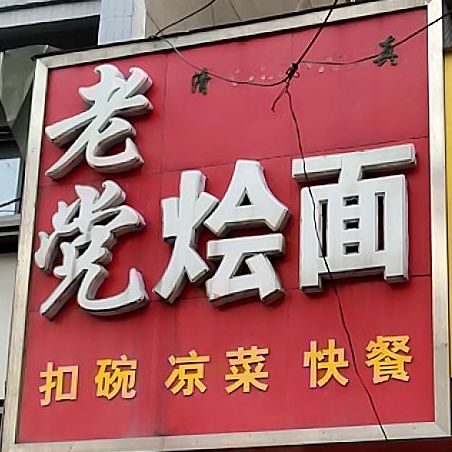 清 真
老党烩面
扣碗 凉菜 快餐